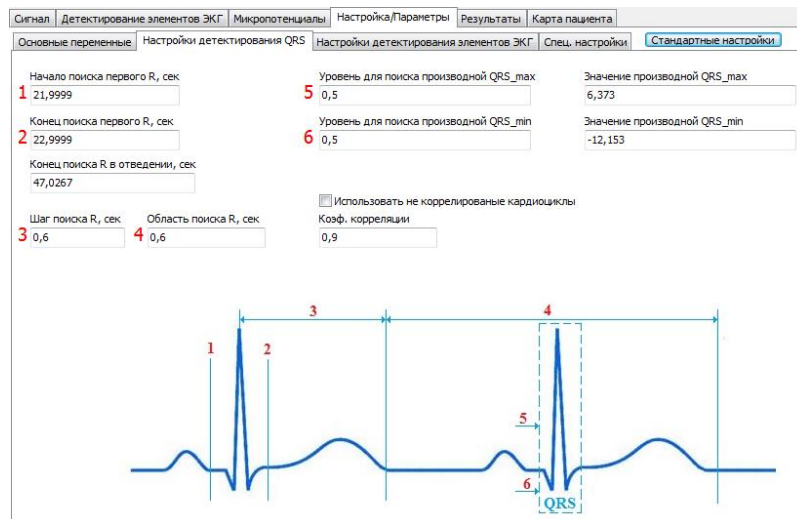 Сигнал Детектирование элементов ЭКГ Микропотенциалы Настройка/Параметры Результаты Карта пациента
Основные переменные Настройки детектирования QRS Настройки детектирования элементов ЭКГ Спец. настройки Стандартные настройки
Начало поиска первого R, сек Уровень для поиска производной QRS_max Значение производной QRS_max
1 21,9999 5 0,5 6,373
Конец поиска первого R, сек Уровень для поиска производной QRS_min Значение производной QRS_min
2 22,9999 6 0,5 -12,153
Конец поиска R в отведении, сек
47,0267
Использовать не коррелированые кардиоциклы
Шаг поиска R, сек Область поиска R, сек Коэф. корреляции
3 0,6 4 0,6 0,9
3 4
1 2
5
6
QRS